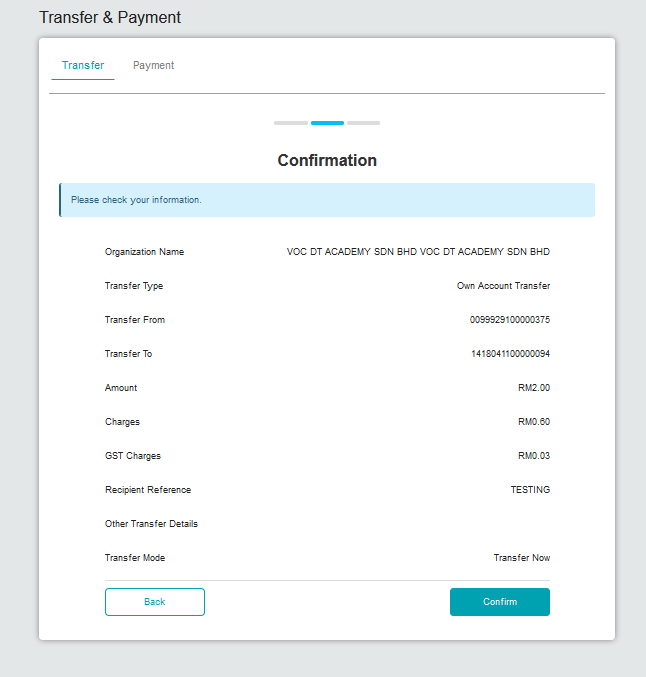 Transfer & Payment
Transfer Payment
Confirmation
Please check your information.
Organization Name VOC DT ACADEMY SDN BHD VOC DT ACADEMY SDN BHD
Transfer Type Own Account Transfer
Transfer From 0099929100000375
Transfer To 1418041100000094
Amount RM2.00
Charges RM0.60
GST Charges RM0.03
Recipient Reference TESTING
Other Transfer Details
Transfer Mode Transfer Now
Back Confirm